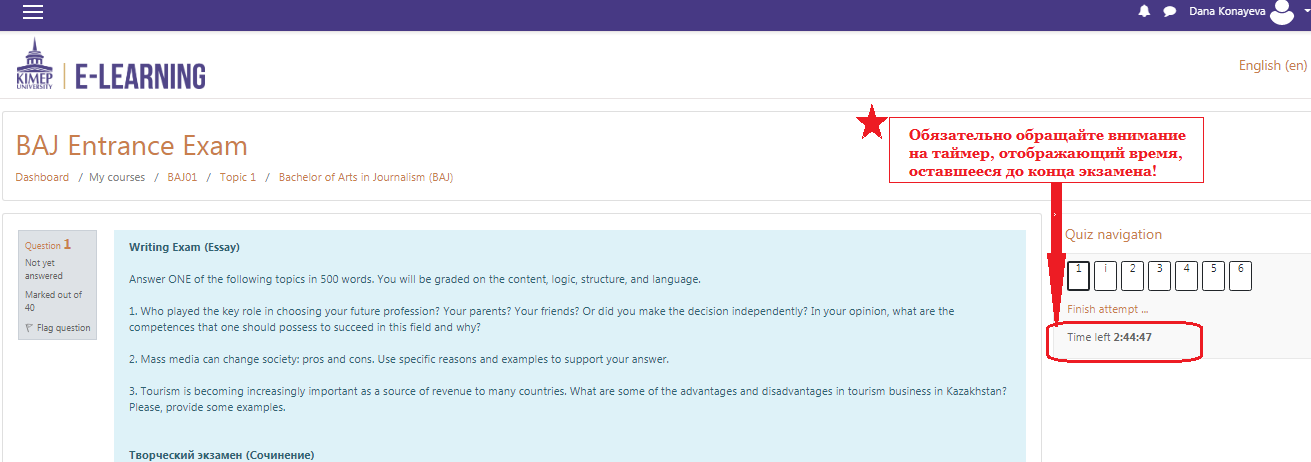 Dana Konayeva
KIMEP
UNIVERSITY
E-LEARNING
English (en)
Обязательно обращайте внимание
на таймер, отображающий время,
оставшееся до конца экзамена!
BAJ Entrance Exam
Dashboard / My courses / BAJ01 / Topic 1 / Bachelor of Arts in Journalism (BAJ)
Question 1
Not yet
answered
Marked out of
40
Flag question
Writing Exam (Essay)
Answer ONE of the following topics in 500 words. You will be graded on the content, logic, structure, and language.
1. Who played the key role in choosing your future profession? Your parents? Your friends? Or did you make the decision independently? In your opinion, what are the
competences that one should possess to succeed in this field and why?
2. Mass media can change society: pros and cons. Use specific reasons and examples to support your answer.
3. Tourism is becoming increasingly important as a source of revenue to many countries. What are some of the advantages and disadvantages in tourism business in Kazakhstan?
Please, provide some examples.
Творческий экзамен (Сочинение)
Quiz navigation
1 i 2 3 4 5 6
Finish attempt ...
Time left 2:44:47